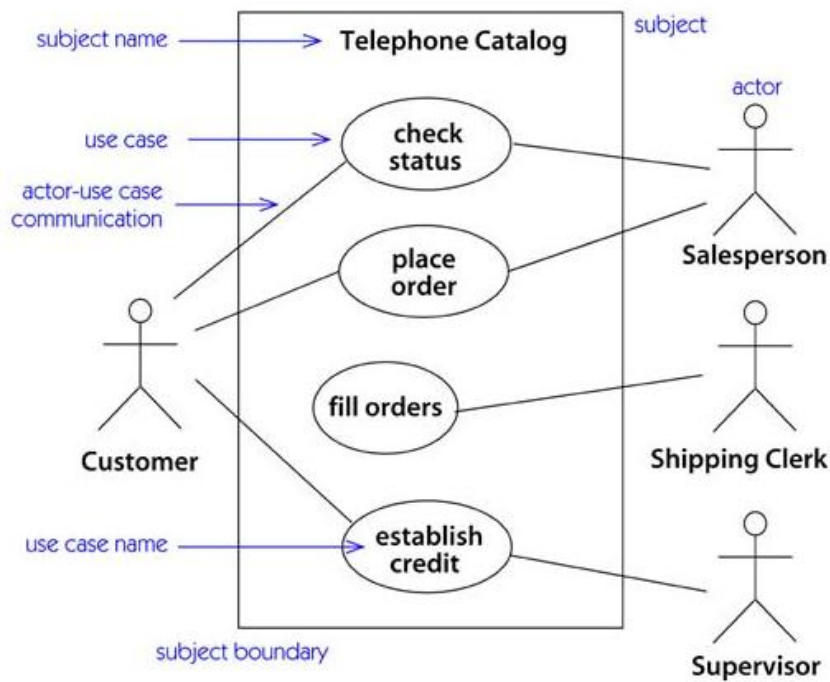 subject name
Telephone Catalog
subject
actor
use case
check
status
actor-use case
communication
place
order
Salesperson
fill orders
Customer
Shipping Clerk
use case name
establish
credit
subject boundary
Supervisor